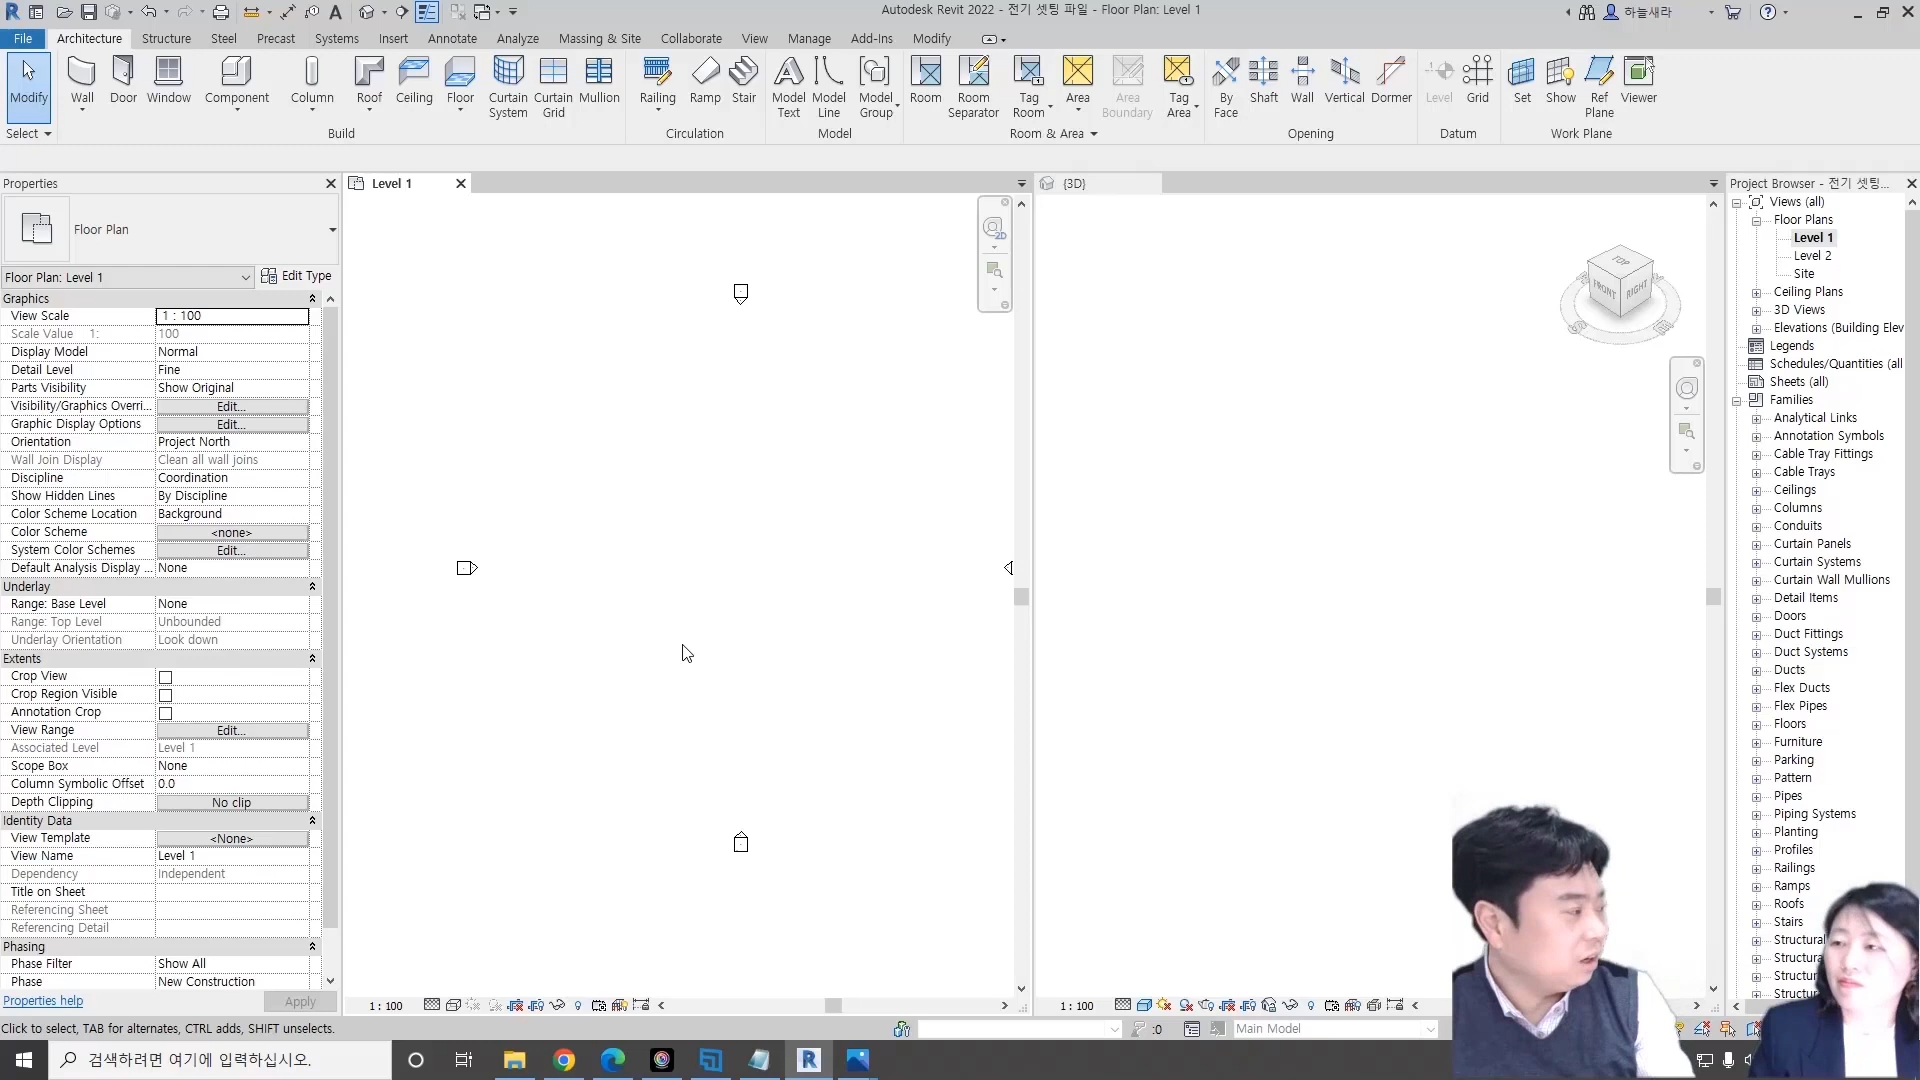 Autodesk Revit 2022 - 전기 셋팅 파일 - Floor Plan: Level 1
하늘새라
File Architecture Structure Steel Precast Systems Insert Annotate Analyze Massing & Site Collaborate View Manage Add-Ins Modify
Modify Wall Door Window Component Column Roof Ceiling Floor Curtain System Curtain Grid Mullion Railing Ramp Stair Model Text Model Line Model Group Room Room Separator Tag Room Area Area Boundary Tag Area By Face Shaft Wall Vertical Dormer Level Grid Set Show Ref Plane Viewer
Select Build Circulation Model Room & Area Opening Datum Work Plane
Properties
Floor Plan
Floor Plan: Level 1 Edit Type
Graphics
View Scale 1 : 100
Scale Value 1: 100
Display Model Normal
Detail Level Fine
Parts Visibility Show Original
Visibility/Graphics Overri... Edit...
Graphic Display Options Edit...
Orientation Project North
Wall Join Display Clean all wall joins
Discipline Coordination
Show Hidden Lines By Discipline
Color Scheme Location Background
Color Scheme <none>
System Color Schemes Edit...
Default Analysis Display ... None
Underlay
Range: Base Level None
Range: Top Level Unbounded
Underlay Orientation Look down
Extents
Crop View
Crop Region Visible
Annotation Crop
View Range Edit...
Associated Level Level 1
Scope Box None
Column Symbolic Offset 0.0
Depth Clipping No clip
Identity Data
View Template <None>
View Name Level 1
Dependency Independent
Title on Sheet
Referencing Sheet
Referencing Detail
Phasing
Phase Filter Show All
Phase New Construction
Properties help Apply
Level 1
2D
1 : 100
{3D}
TOP
FRONT RIGHT
1 : 100
Project Browser - 전기 셋팅...
Views (all)
Floor Plans
Level 1
Level 2
Site
Ceiling Plans
3D Views
Elevations (Building Elev
Legends
Schedules/Quantities (all
Sheets (all)
Families
Analytical Links
Annotation Symbols
Cable Tray Fittings
Cable Trays
Ceilings
Columns
Conduits
Curtain Panels
Curtain Systems
Curtain Wall Mullions
Detail Items
Doors
Duct Fittings
Duct Systems
Ducts
Flex Ducts
Flex Pipes
Floors
Furniture
Parking
Pattern
Pipes
Piping Systems
Planting
Profiles
Railings
Ramps
Roofs
Stairs
Structural
Structura
Structur
Structur
Click to select, TAB for alternates, CTRL adds, SHIFT unselects.
:0
Main Model
검색하려면 여기에 입력하십시오.